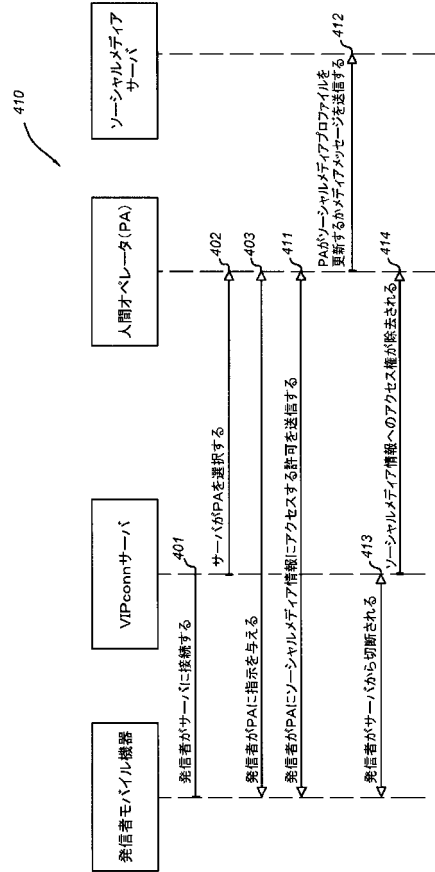 410
発信者モバイル機器
VIPconnサーバ
人間オペレータ(PA)
ソーシャルメディア
サーバ
発信者がサーバに接続する
401
サーバがPAを選択する
402
発信者がPAに指示を与える
403
発信者がPAにソーシャルメディア情報にアクセスする許可を送信する
411
PAがソーシャルメディアプロファイルを
更新するかメディアメッセージを送信する
412
発信者がサーバから切断される
413
ソーシャルメディア情報へのアクセス権が除去される
414